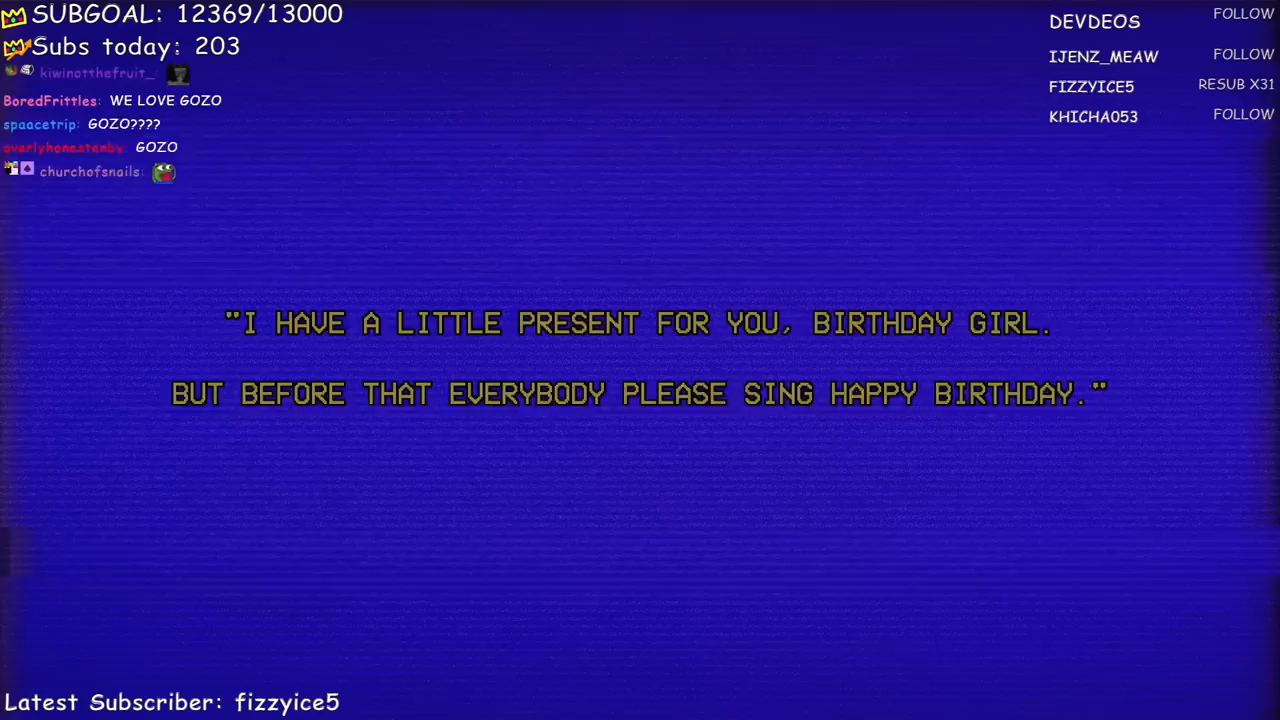 SUBGOAL: 12369/13000
Subs today: 203
kiwinotthefruit_:
BoredFrittles: WE LOVE GOZO
spaacetrip: GOZO????
overlyhonestenby: GOZO
churchofsnails:
DEVDEOS FOLLOW
IJENZ_MEAW FOLLOW
FIZZYICE5 RESUB X31
KHICHA053 FOLLOW
"I HAVE A LITTLE PRESENT FOR YOU, BIRTHDAY GIRL.
BUT BEFORE THAT EVERYBODY PLEASE SING HAPPY BIRTHDAY."
Latest Subscriber: fizzyice5